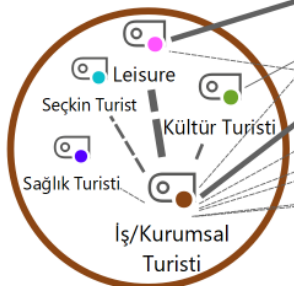 Leisure
Seçkin Turist
Kültür Turisti
Sağlık Turisti
İş/Kurumsal
Turisti